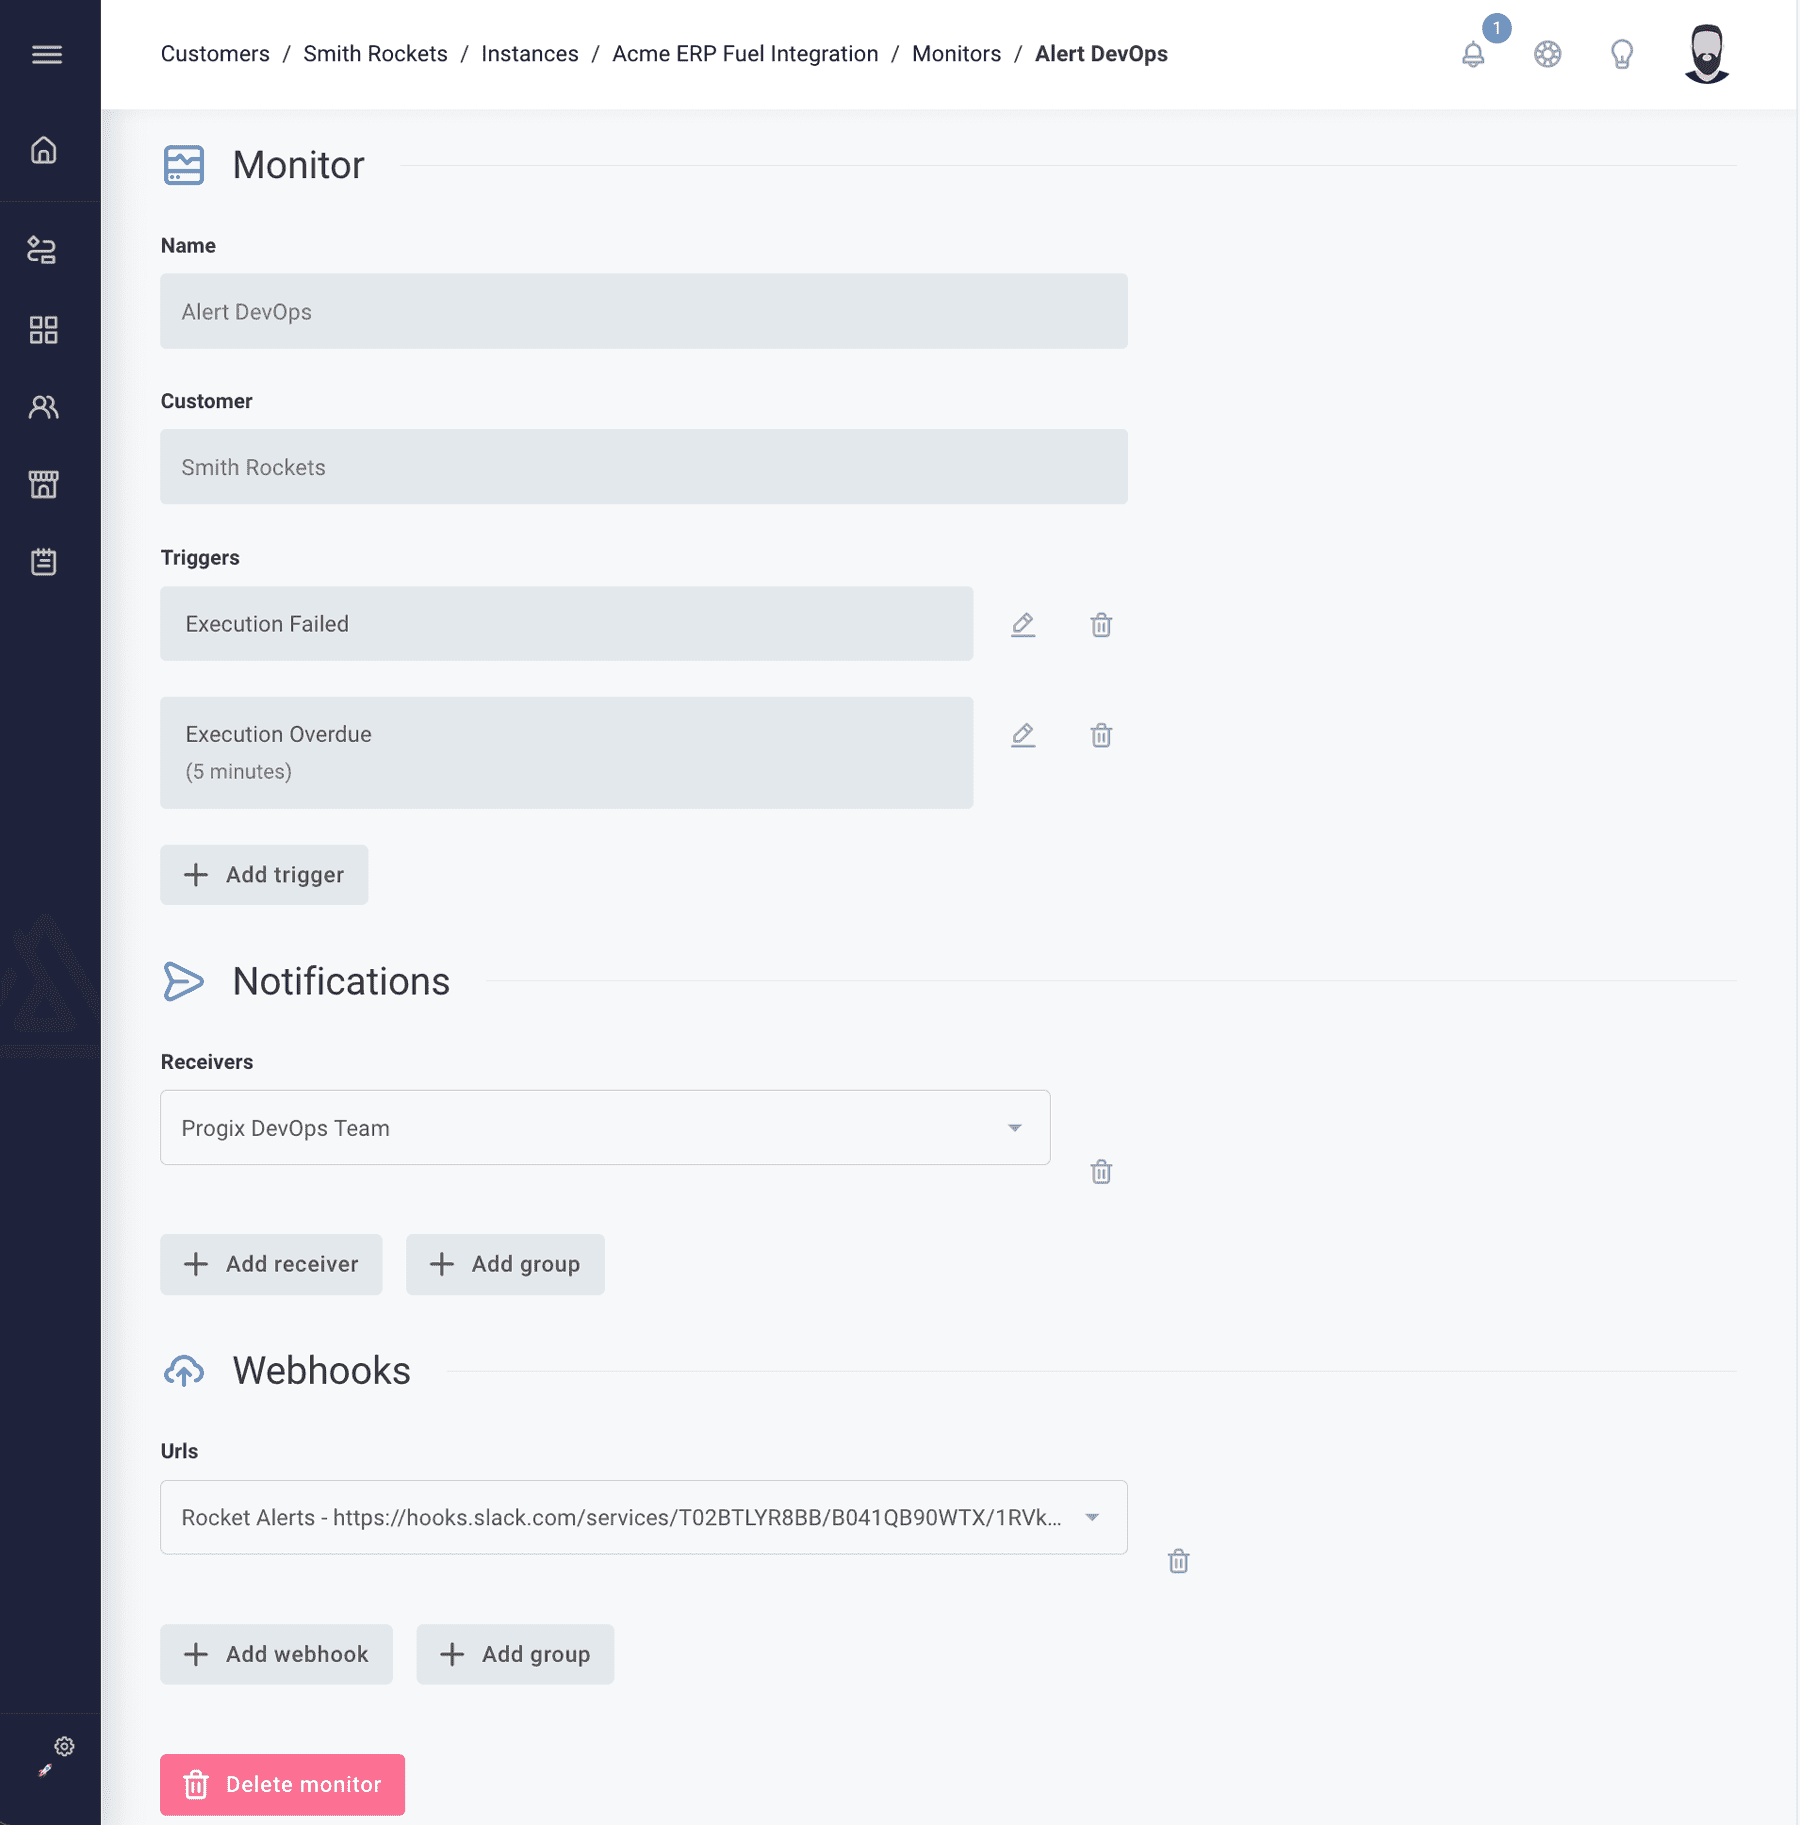 Customers / Smith Rockets / Instances / Acme ERP Fuel Integration / Monitors / Alert DevOps
1
Monitor
Name
Alert DevOps
Customer
Smith Rockets
Triggers
Execution Failed
Execution Overdue
(5 minutes)
Add trigger
Notifications
Receivers
Progix DevOps Team
Add receiver
Add group
Webhooks
Urls
Rocket Alerts - https://hooks.slack.com/services/T02BTLYR8BB/B041QB90WTX/1RVk...
Add webhook
Add group
Delete monitor